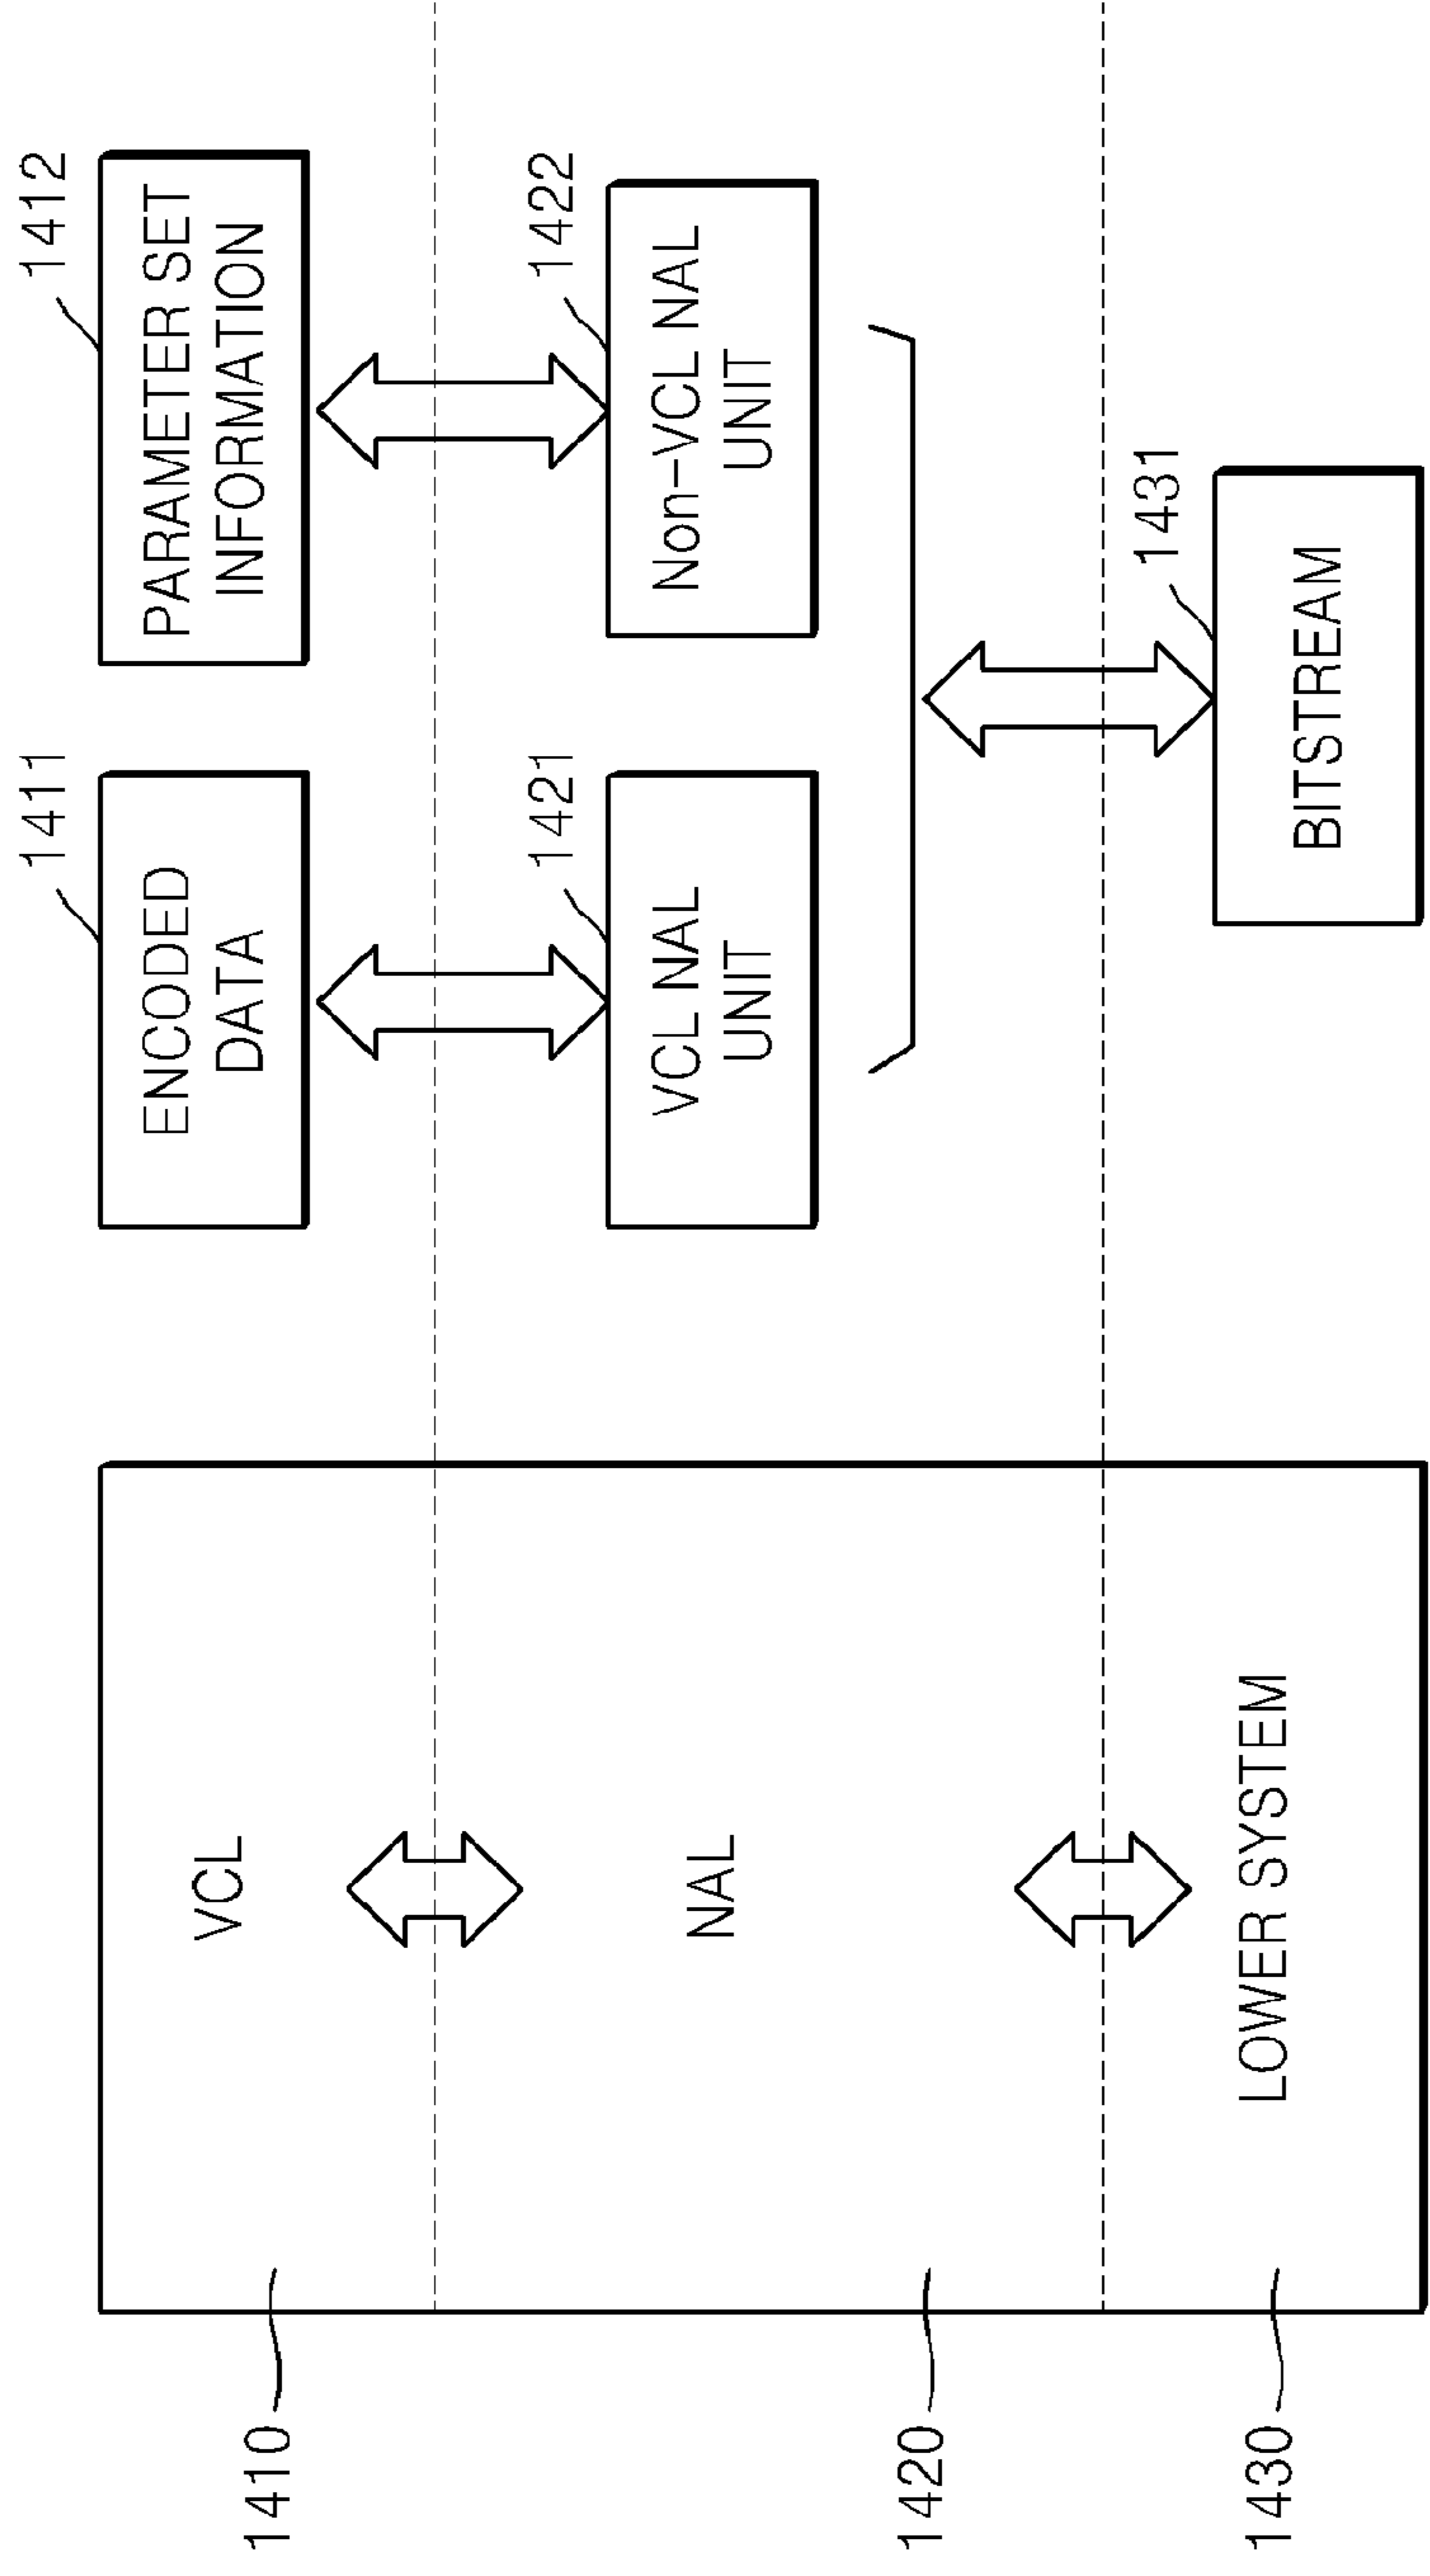 1411
1412
1410
VCL
ENCODED
DATA
PARAMETER SET
INFORMATION
1421
1422
1420
NAL
VCL NAL
UNIT
Non-VCL NAL
UNIT
1431
1430
LOWER SYSTEM
BITSTREAM